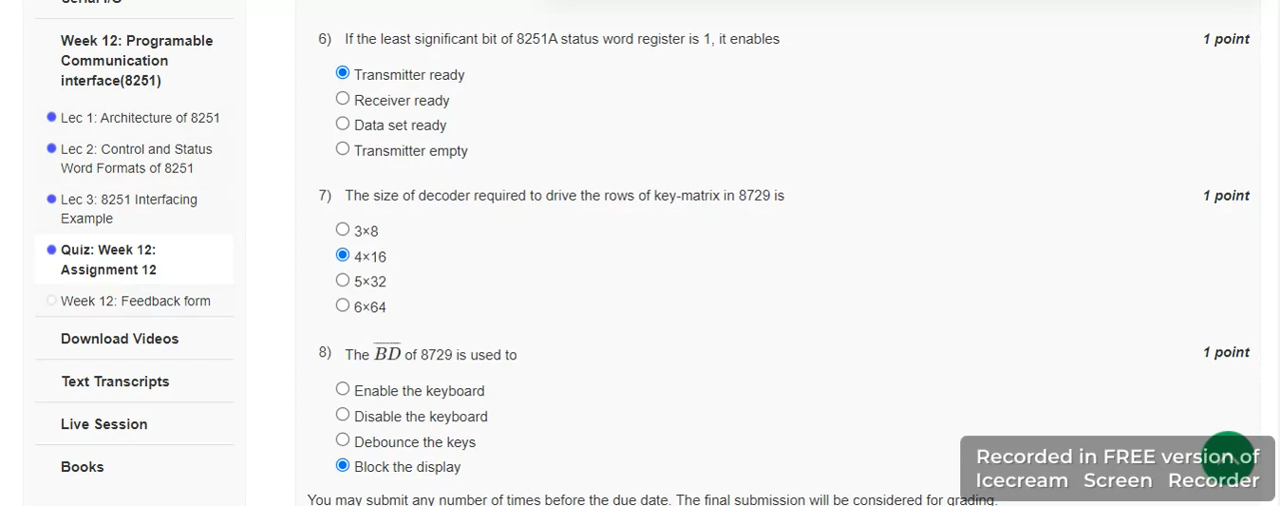 Week 12: Programable
Communication
interface(8251)
Lec 1: Architecture of 8251
Lec 2: Control and Status
Word Formats of 8251
Lec 3: 8251 Interfacing
Example
Quiz: Week 12:
Assignment 12
Week 12: Feedback form
Download Videos
Text Transcripts
Live Session
Books
6) If the least significant bit of 8251A status word register is 1, it enables 1 point
Transmitter ready
Receiver ready
Data set ready
Transmitter empty
7) The size of decoder required to drive the rows of key-matrix in 8729 is 1 point
3×8
4×16
5×32
6×64
8) The B̅D̅ of 8729 is used to 1 point
Enable the keyboard
Disable the keyboard
Debounce the keys
Block the display
You may submit any number of times before the due date. The final submission will be considered for grading.
Recorded in FREE version of
Icecream Screen Recorder